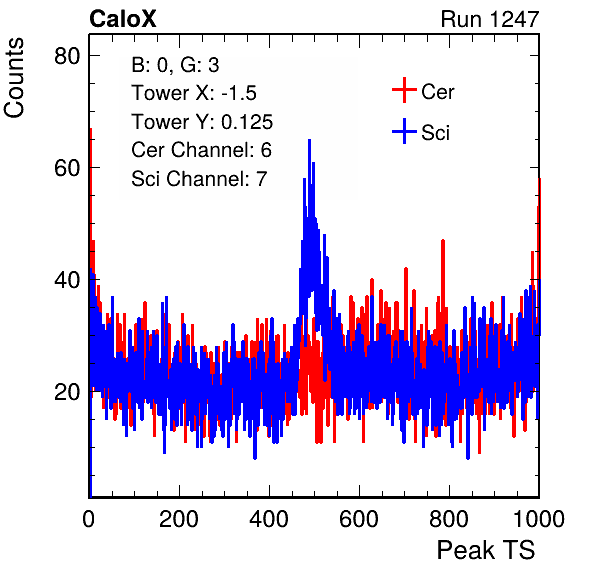 CaloX Run 1247
Counts
B: 0, G: 3
Tower X: -1.5
Tower Y: 0.125
Cer Channel: 6
Sci Channel: 7
Cer
Sci
80
60
40
20
0 200 400 600 800 1000
Peak TS